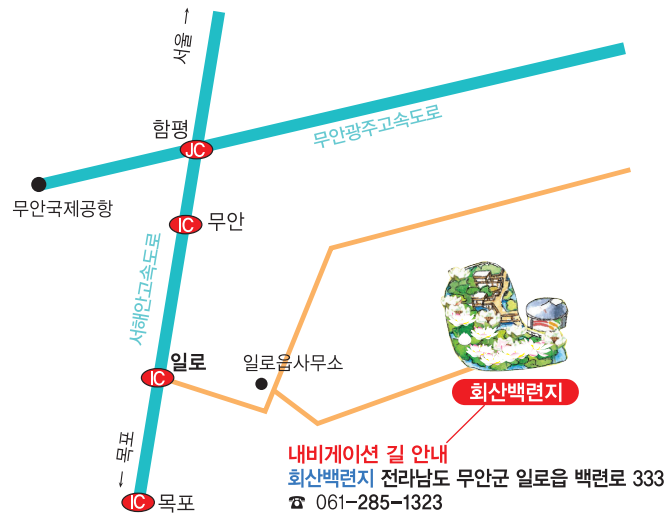 서울 →
함평
JC
무안광주고속도로
무안국제공항
IC 무안
서해안고속도로
일로
IC
일로읍사무소
회산백련지
← 목포
IC 목포
내비게이션 길 안내
회산백련지 전라남도 무안군 일로읍 백련로 333
☎ 061-285-1323